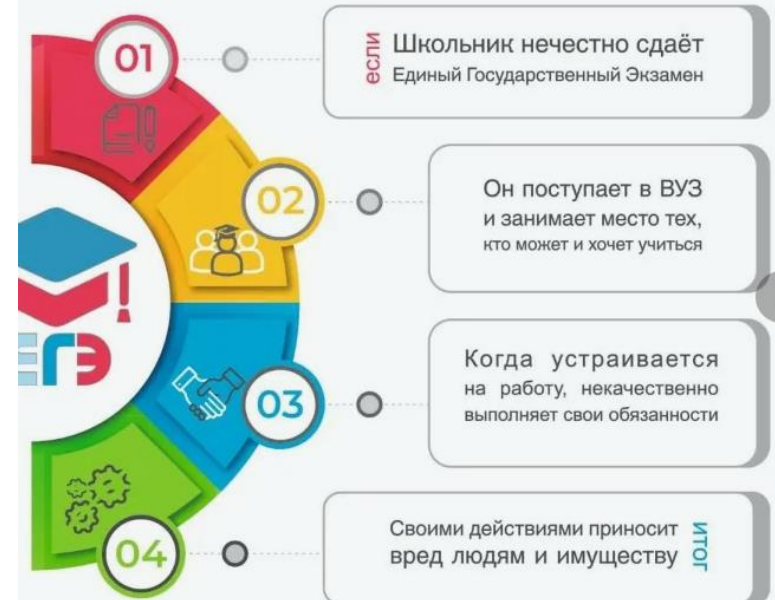 01
если
Школьник нечестно сдаёт
Единый Государственный Экзамен
02
Он поступает в ВУЗ
и занимает место тех,
кто может и хочет учиться
ЕГЭ
03
Когда устраивается
на работу, некачественно
выполняет свои обязанности
04
Своими действиями приносит
вред людям и имуществу
итог